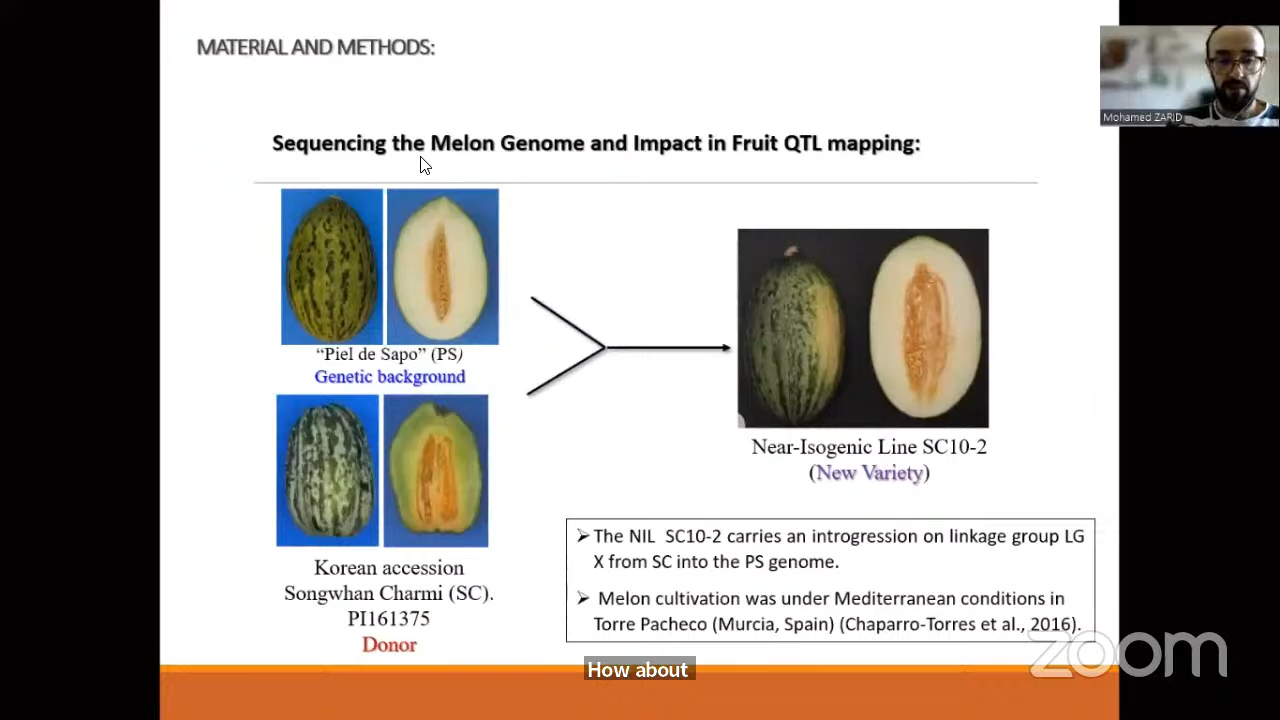 MATERIAL AND METHODS:
Mohamed ZARID
Sequencing the Melon Genome and Impact in Fruit QTL mapping:
“Piel de Sapo” (PS)
Genetic background
Korean accession
Songwhan Charmi (SC).
PI161375
Donor
Near-Isogenic Line SC10-2
(New Variety)
➢ The NIL SC10-2 carries an introgression on linkage group LG
X from SC into the PS genome.
➢ Melon cultivation was under Mediterranean conditions in
Torre Pacheco (Murcia, Spain) (Chaparro-Torres et al., 2016).
How about
zoom